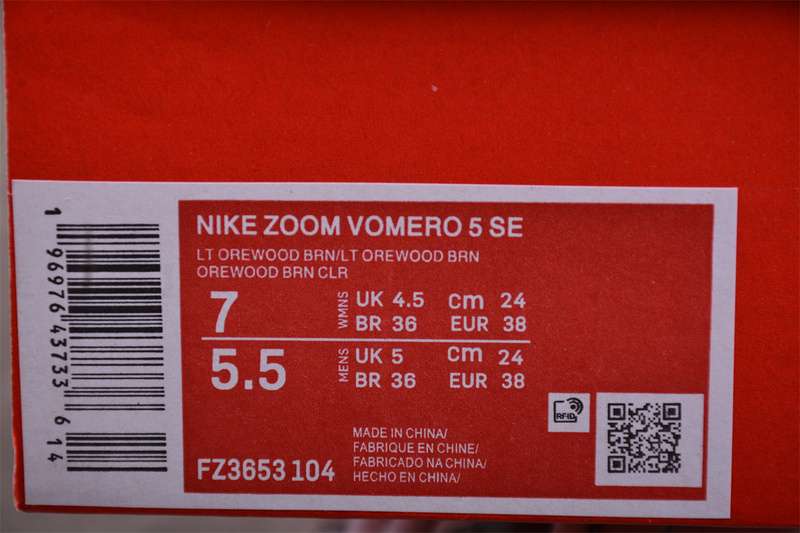 NIKE ZOOM VOMERO 5 SE
LT OREWOOD BRN/LT OREWOOD BRN
OREWOOD BRN CLR
7 WMNS UK 4.5 cm 24
BR 36 EUR 38
5.5 MENS UK 5 cm 24
BR 36 EUR 38
RFID
MADE IN CHINA/
FABRIQUE EN CHINE/
FABRICADO NA CHINA/
HECHO EN CHINA/
FZ3653 104
1 96976 43733 6 14